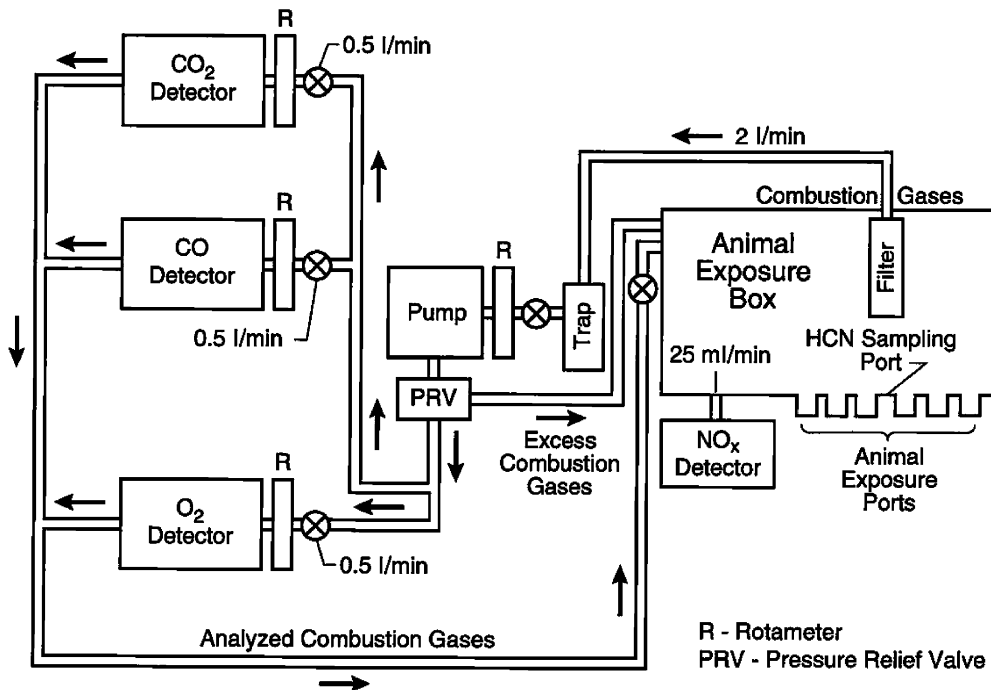 R
0.5 l/min
CO₂
Detector
2 l/min
R
Combustion Gases
CO
Detector
0.5 l/min
R
Pump
Trap
PRV
Animal
Exposure
Box
Filter
HCN Sampling
Port
25 ml/min
Excess
Combustion
Gases
NOₓ
Detector
Animal
Exposure
Ports
R
O₂
Detector
0.5 l/min
Analyzed Combustion Gases
R - Rotameter
PRV - Pressure Relief Valve